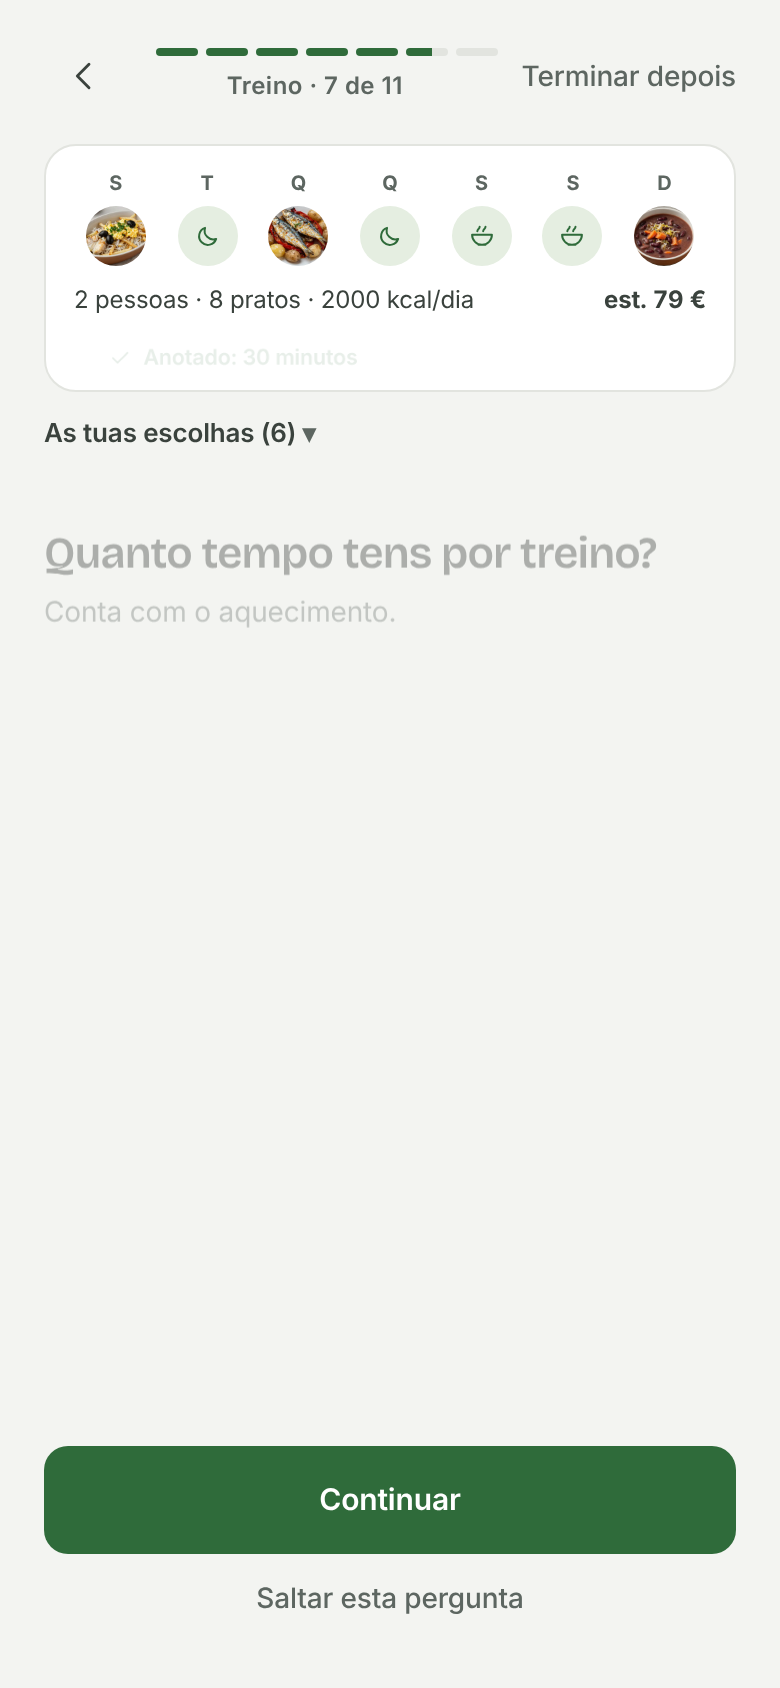 Treino · 7 de 11
Terminar depois
S T Q Q S S D
2 pessoas · 8 pratos · 2000 kcal/dia est. 79 €
Anotado: 30 minutos
As tuas escolhas (6) ▾
Quanto tempo tens por treino?
Conta com o aquecimento.
Continuar
Saltar esta pergunta